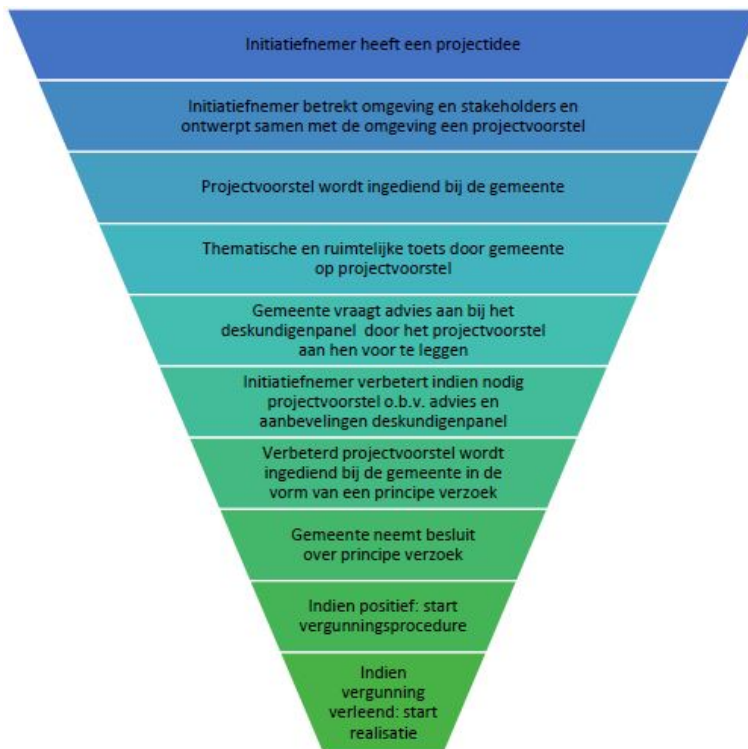 Initiatiefnemer heeft een projectidee
Initiatiefnemer betrekt omgeving en stakeholders en
ontwerpt samen met de omgeving een projectvoorstel
Projectvoorstel wordt ingediend bij de gemeente
Thematische en ruimtelijke toets door gemeente
op projectvoorstel
Gemeente vraagt advies aan bij het
deskundigenpanel door het projectvoorstel
aan hen voor te leggen
Initiatiefnemer verbetert indien nodig
projectvoorstel o.b.v. advies en
aanbevelingen deskundigenpanel
Verbeterd projectvoorstel wordt
ingediend bij de gemeente in de
vorm van een principe verzoek
Gemeente neemt besluit
over principe verzoek
Indien positief: start
vergunningsprocedure
Indien
vergunning
verleend: start
realisatie